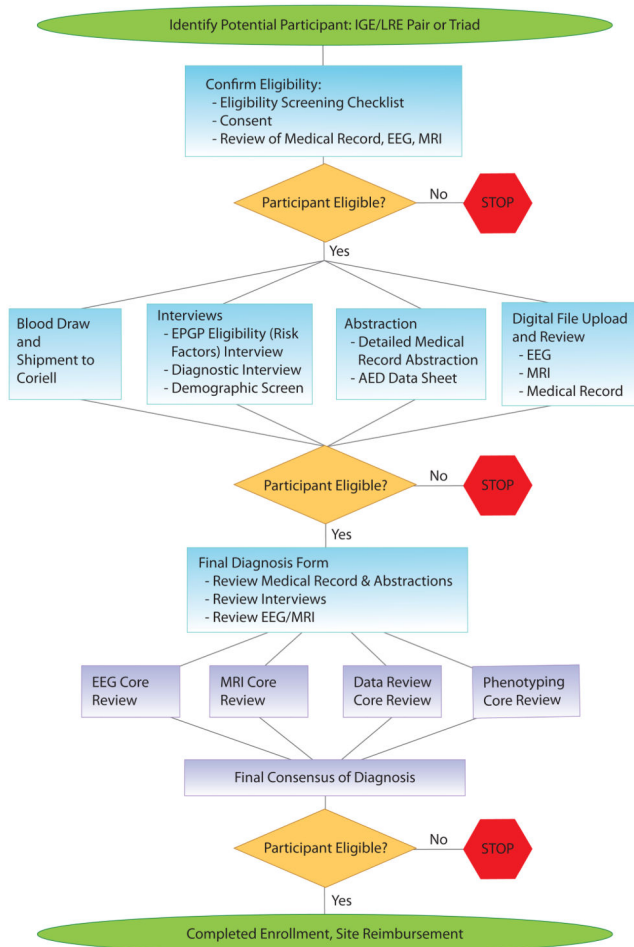 Identify Potential Participant: IGE/LRE Pair or Triad
Confirm Eligibility:
- Eligibility Screening Checklist
- Consent
- Review of Medical Record, EEG, MRI
Participant Eligible?
No
STOP
Yes
Blood Draw
and
Shipment to
Coriell
Interviews
- EPGP Eligibility (Risk
Factors) Interview
- Diagnostic Interview
- Demographic Screen
Abstraction
- Detailed Medical
Record Abstraction
- AED Data Sheet
Digital File Upload
and Review
- EEG
- MRI
- Medical Record
Participant Eligible?
No
STOP
Yes
Final Diagnosis Form
- Review Medical Record & Abstractions
- Review Interviews
- Review EEG/MRI
EEG Core
Review
MRI Core
Review
Data Review
Core Review
Phenotyping
Core Review
Final Consensus of Diagnosis
Participant Eligible?
No
STOP
Yes
Completed Enrollment, Site Reimbursement